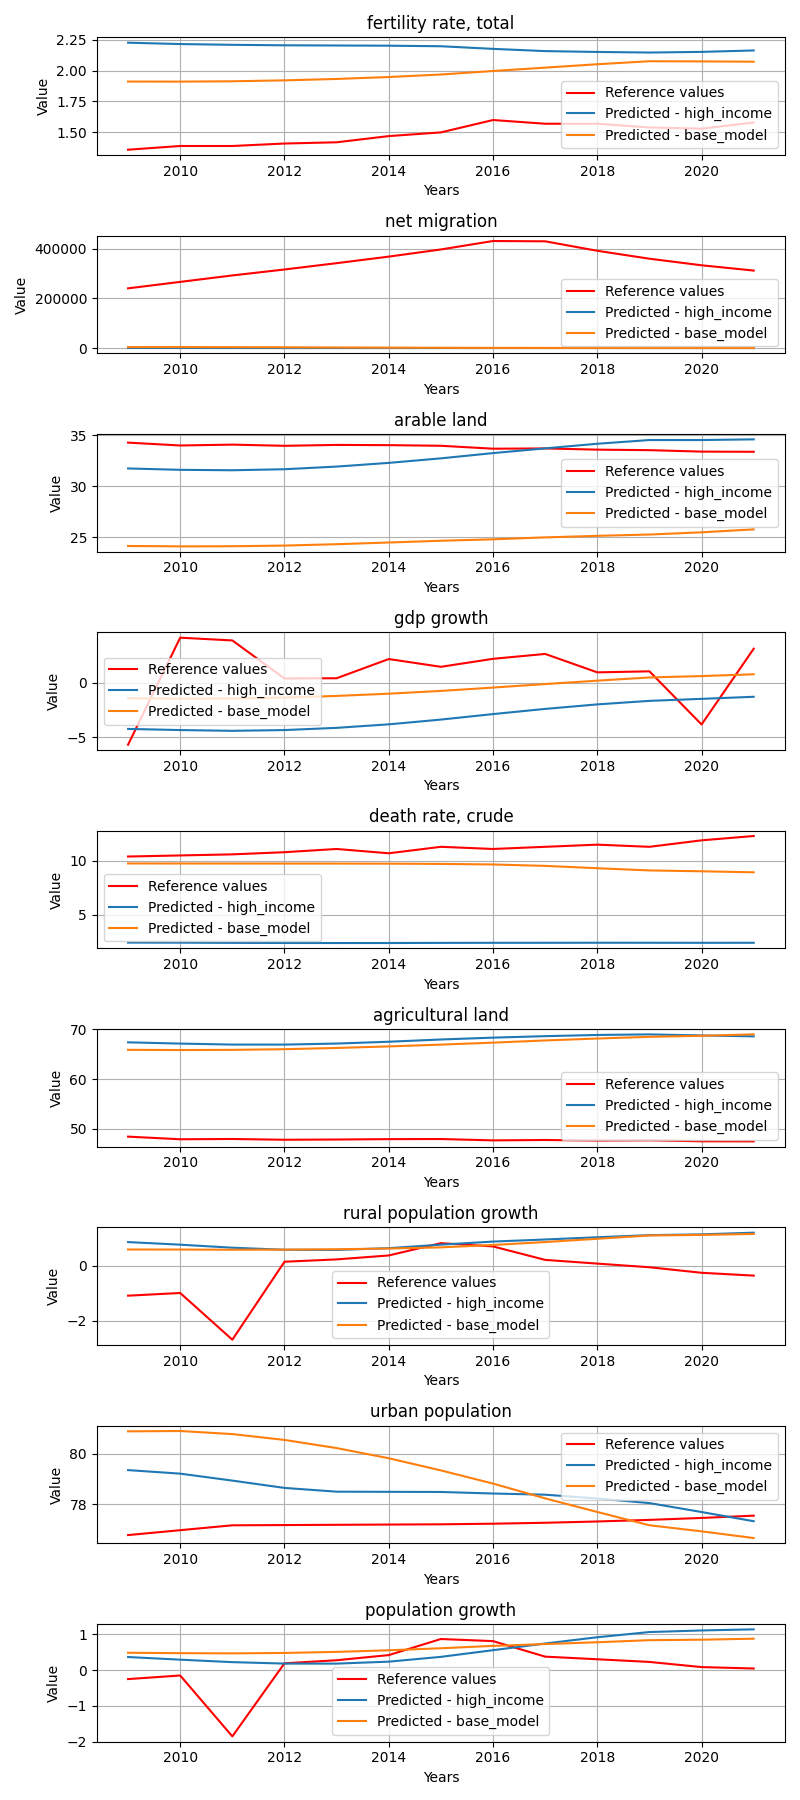 fertility rate, total
2.25
2.00
1.75
1.50
Value
Reference values
Predicted - high_income
Predicted - base_model
2010 2012 2014 2016 2018 2020
Years
net migration
400000
200000
0
Value
Reference values
Predicted - high_income
Predicted - base_model
2010 2012 2014 2016 2018 2020
Years
arable land
35
30
25
Value
Reference values
Predicted - high_income
Predicted - base_model
2010 2012 2014 2016 2018 2020
Years
gdp growth
0
−5
Value
Reference values
Predicted - high_income
Predicted - base_model
2010 2012 2014 2016 2018 2020
Years
death rate, crude
10
5
Value
Reference values
Predicted - high_income
Predicted - base_model
2010 2012 2014 2016 2018 2020
Years
agricultural land
70
60
50
Value
Reference values
Predicted - high_income
Predicted - base_model
2010 2012 2014 2016 2018 2020
Years
rural population growth
0
−2
Value
Reference values
Predicted - high_income
Predicted - base_model
2010 2012 2014 2016 2018 2020
Years
urban population
80
78
Value
Reference values
Predicted - high_income
Predicted - base_model
2010 2012 2014 2016 2018 2020
Years
population growth
1
0
−1
−2
Value
Reference values
Predicted - high_income
Predicted - base_model
2010 2012 2014 2016 2018 2020
Years